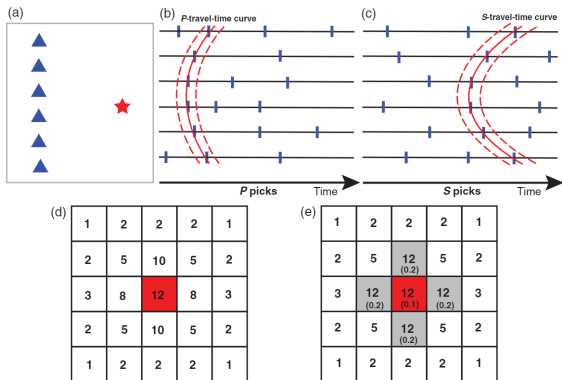 (a)
(b)
P-travel-time curve
(c)
S-travel-time curve
P picks
Time
S picks
Time
(d)
1 2 2 2 1
2 5 10 5 2
3 8 12 8 3
2 5 10 5 2
1 2 2 2 1
(e)
1 2 2 2 1
2 5 12 5 2
(0.2)
3 12 12 12 3
(0.2) (0.1) (0.2)
2 5 12 5 2
(0.2)
1 2 2 2 1